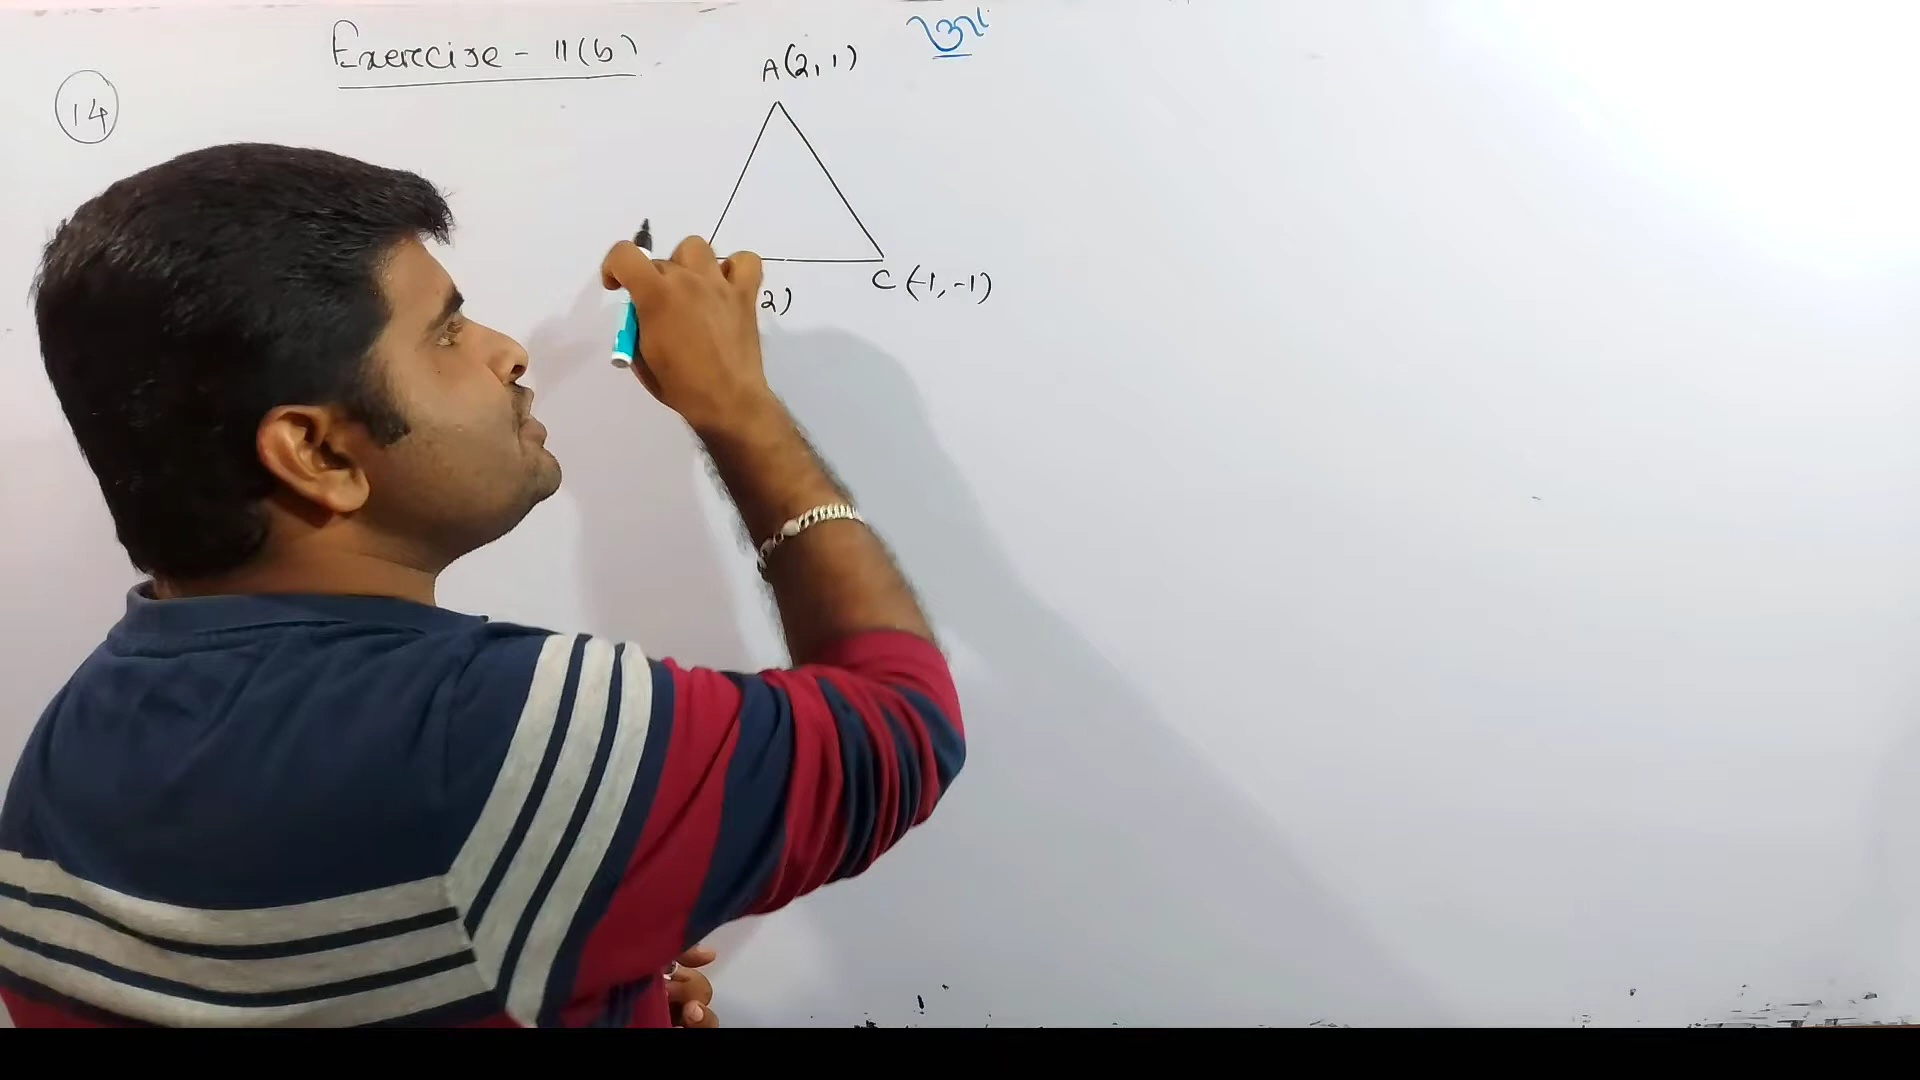 Exercise - 11(b)
14
A(2, 1)
C(-1, -1)
2)